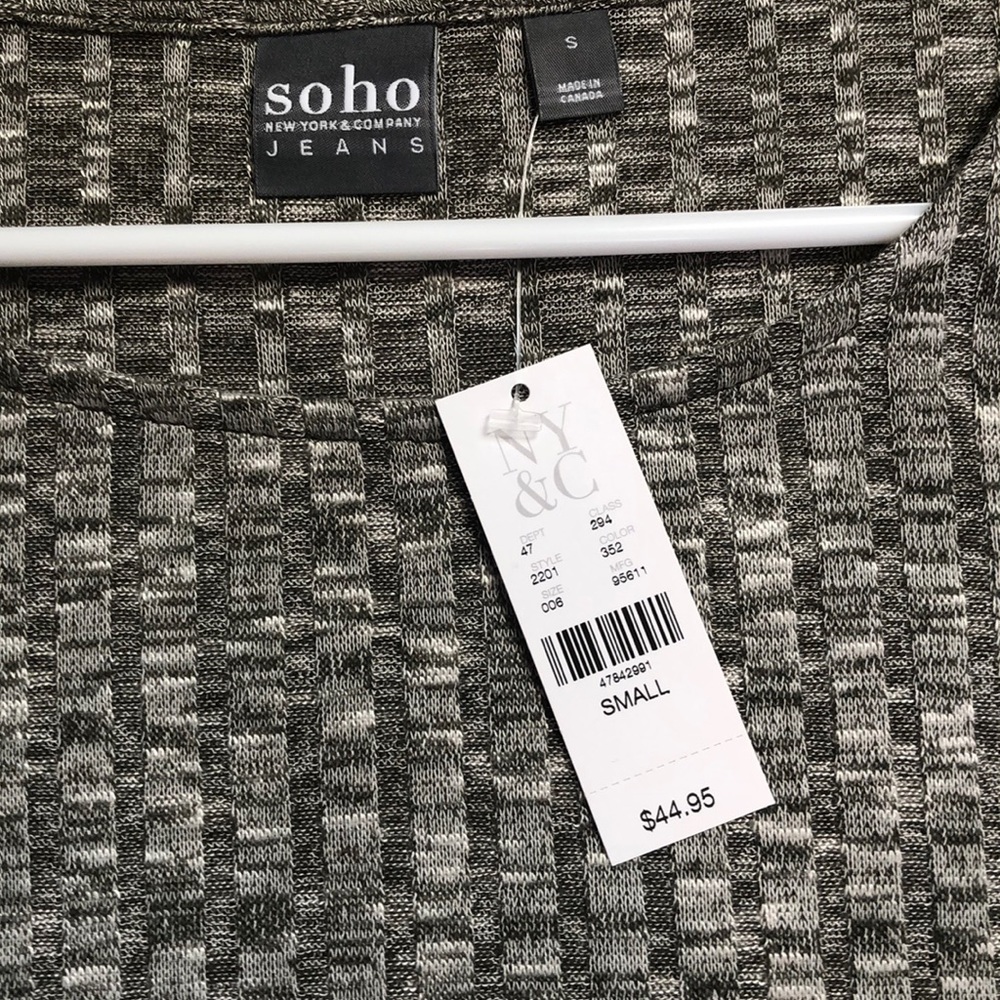 soho
NEW YORK & COMPANY
JEANS
S
MADE IN
CANADA
NY
&C
DEPT
47
CLASS
294
STYLE
2201
COLOR
352
SIZE
006
MFG
95611
47842991
SMALL
$44.95